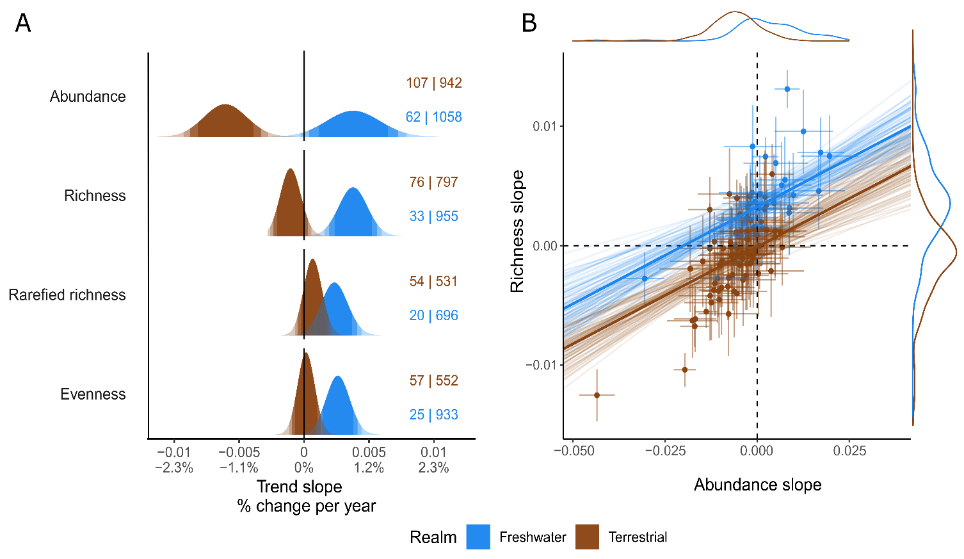 A
Abundance
107 | 942
62 | 1058
Richness
76 | 797
33 | 955
Rarefied richness
54 | 531
20 | 696
Evenness
57 | 552
25 | 933
−0.01 −0.005 0 0.005 0.01
−2.3% −1.1% 0% 1.2% 2.3%
Trend slope
% change per year
B
Richness slope
0.01
0.00
−0.01
−0.050 −0.025 0.000 0.025
Abundance slope
Realm Freshwater Terrestrial